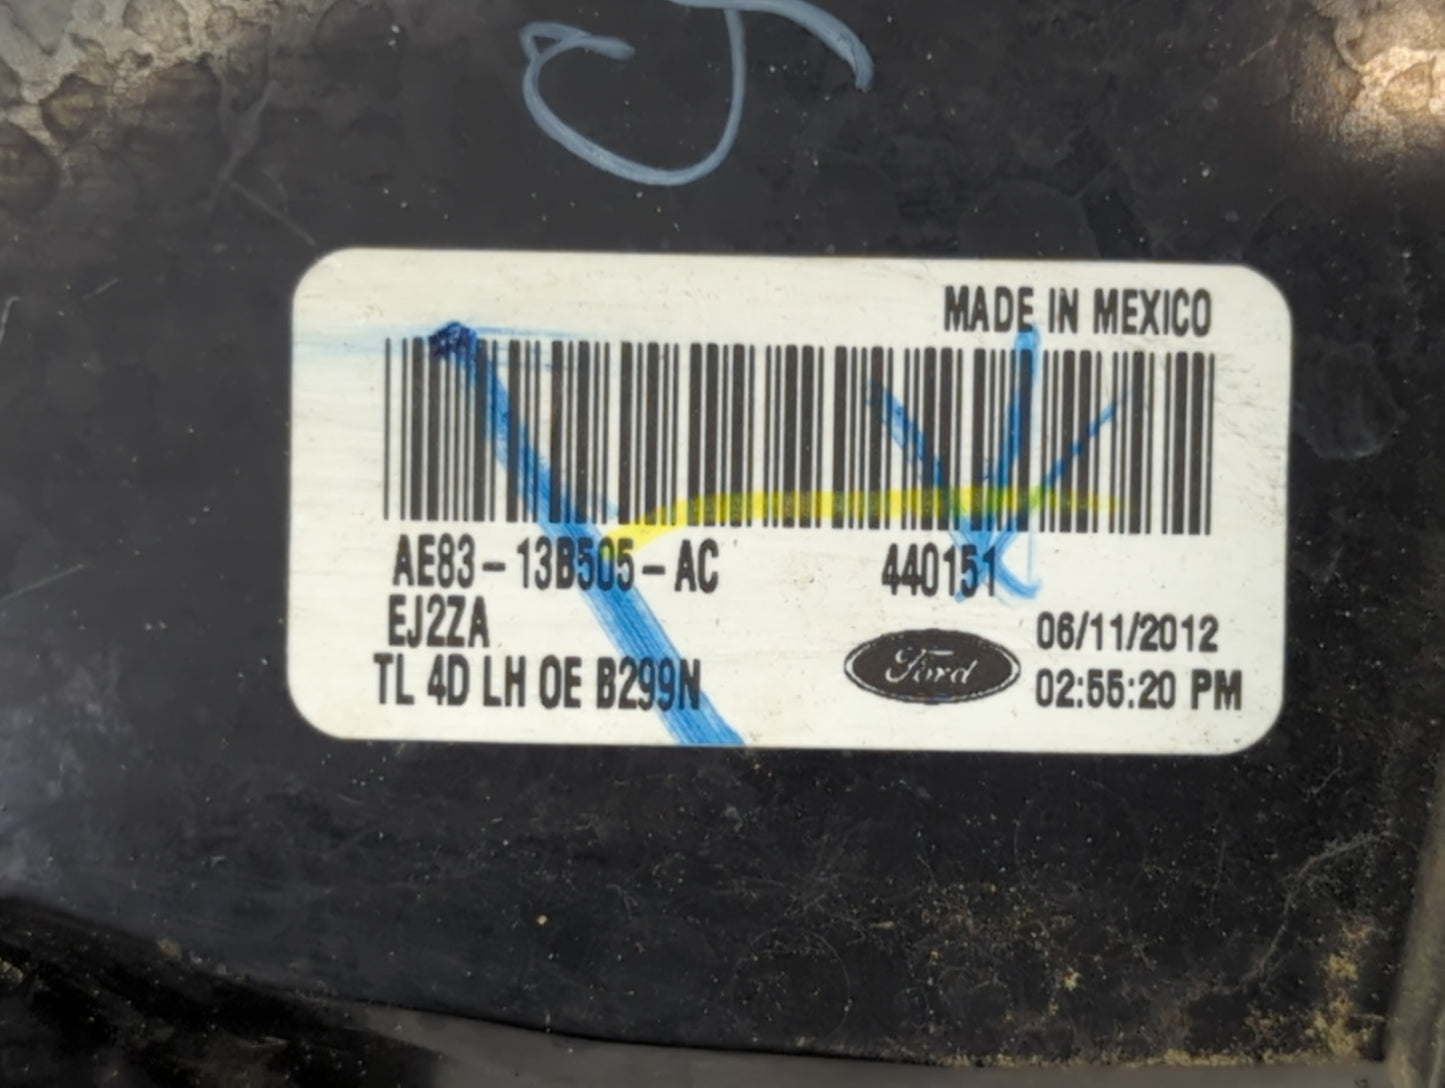 MADE IN MEXICO
AE83-13B505-AC 440151
EJ2ZA
06/11/2012
TL 4D LH OE B299N
Ford
02:55:20 PM